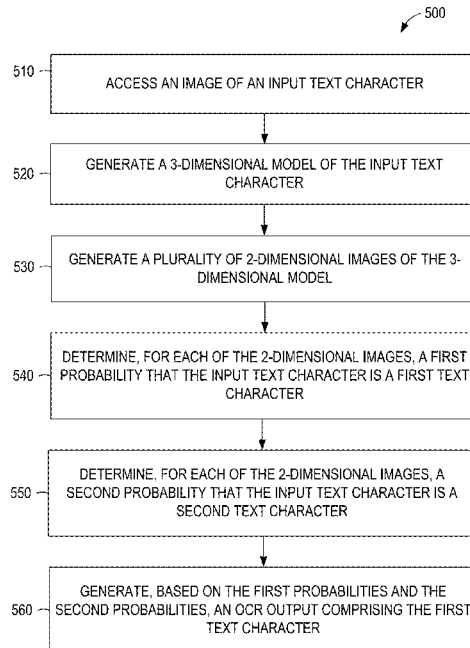 500
510
ACCESS AN IMAGE OF AN INPUT TEXT CHARACTER
520
GENERATE A 3-DIMENSIONAL MODEL OF THE INPUT TEXT
CHARACTER
530
GENERATE A PLURALITY OF 2-DIMENSIONAL IMAGES OF THE 3-
DIMENSIONAL MODEL
540
DETERMINE, FOR EACH OF THE 2-DIMENSIONAL IMAGES, A FIRST
PROBABILITY THAT THE INPUT TEXT CHARACTER IS A FIRST TEXT
CHARACTER
550
DETERMINE, FOR EACH OF THE 2-DIMENSIONAL IMAGES, A
SECOND PROBABILITY THAT THE INPUT TEXT CHARACTER IS A
SECOND TEXT CHARACTER
560
GENERATE, BASED ON THE FIRST PROBABILITIES AND THE
SECOND PROBABILITIES, AN OCR OUTPUT COMPRISING THE FIRST
TEXT CHARACTER